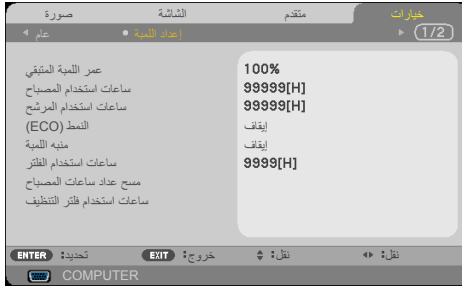 خيارات متقدم الشاشة صورة
(1/2) إعداد اللمبة عام
عمر اللمبة المتبقي 100%
ساعات استخدام المصباح 99999[H]
ساعات استخدام المرشح 99999[H]
النمط (ECO) إيقاف
منبه اللمبة إيقاف
ساعات استخدام الفلتر 9999[H]
مسح عداد ساعات المصباح
ساعات استخدام فلتر التنظيف
ENTER تحديد: EXIT خروج: نقل: نقل:
COMPUTER